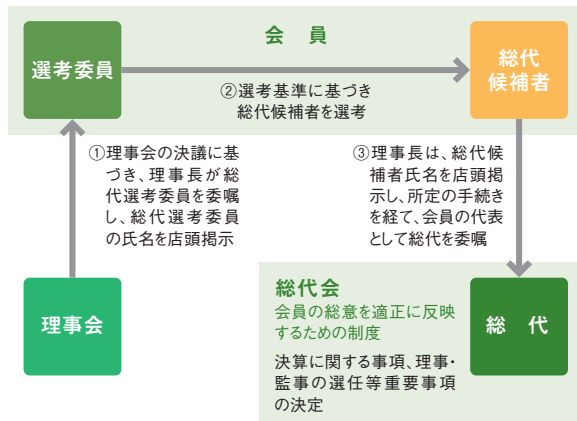 会 員
選考委員
総代
候補者
②選考基準に基づき
総代候補者を選考
①理事会の決議に基
づき、理事長が総
代選考委員を委嘱
し、総代選考委員
の氏名を店頭掲示
③理事長は、総代候
補者氏名を店頭掲
示し、所定の手続き
を経て、会員の代表
として総代を委嘱
理事会
総代会
会員の総意を適正に反映
するための制度
決算に関する事項、理事・
監事の選任等重要事項
の決定
総 代